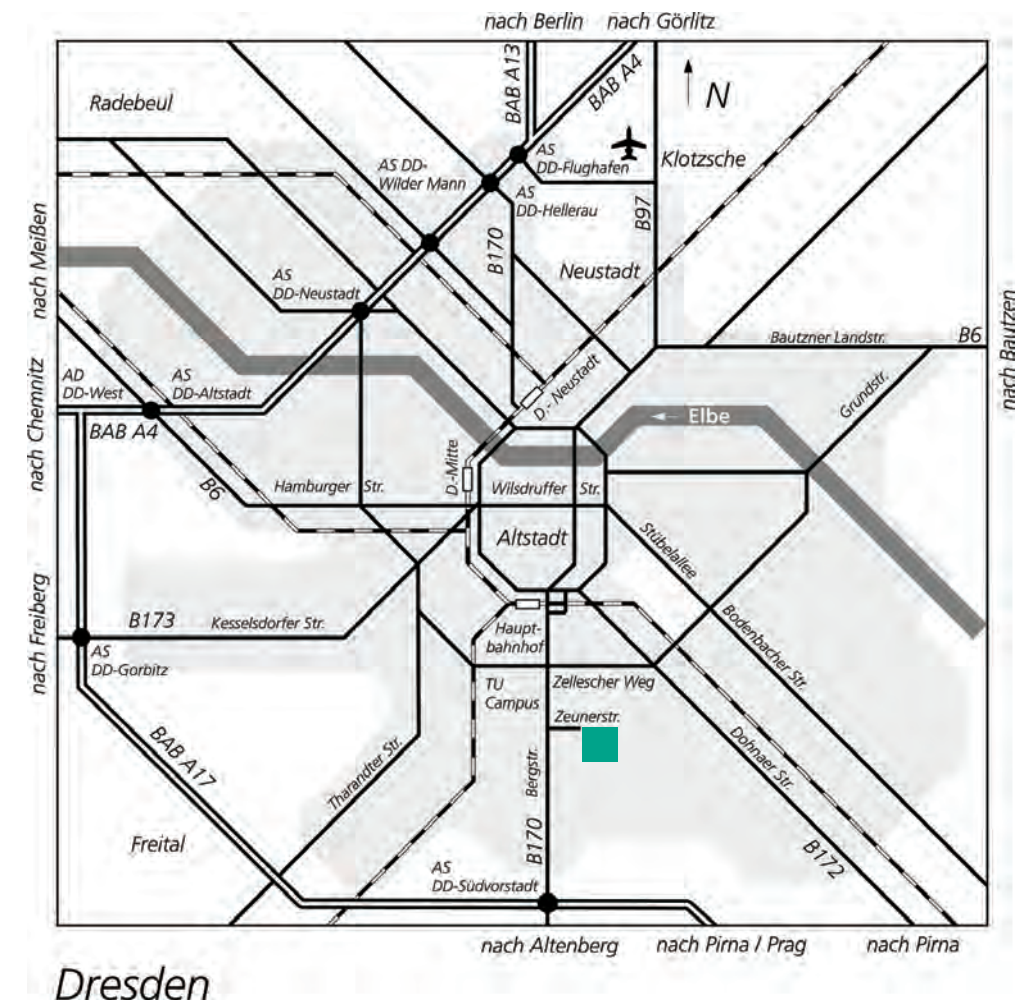 nach Berlin
nach Görlitz
BAB A13
BAB A4
N
Radebeul
AS
DD-Flughafen
Klotzsche
AS DD-
Wilder Mann
AS
DD-Hellerau
B97
nach Meißen
B170
Neustadt
AS
DD-Neustadt
nach Bautzen
Bautzner Landstr.
B6
AD
DD-West
AS
DD-Altstadt
D.- Neustadt
Grundstr.
Elbe
nach Chemnitz
BAB A4
B6
D.-Mitte
Hamburger Str.
Wilsdruffer Str.
Altstadt
Stübelallee
nach Freiberg
B173
Kesselsdorfer Str.
Haupt-
bahnhof
Bodenbacher Str.
AS
DD-Gorbitz
TU
Campus
Zellescher Weg
Zeunerstr.
BAB A17
Tharandter Str.
Bergstr.
Dohnaer Str.
Freital
B170
B172
AS
DD-Südvorstadt
nach Altenberg
nach Pirna / Prag
nach Pirna
Dresden